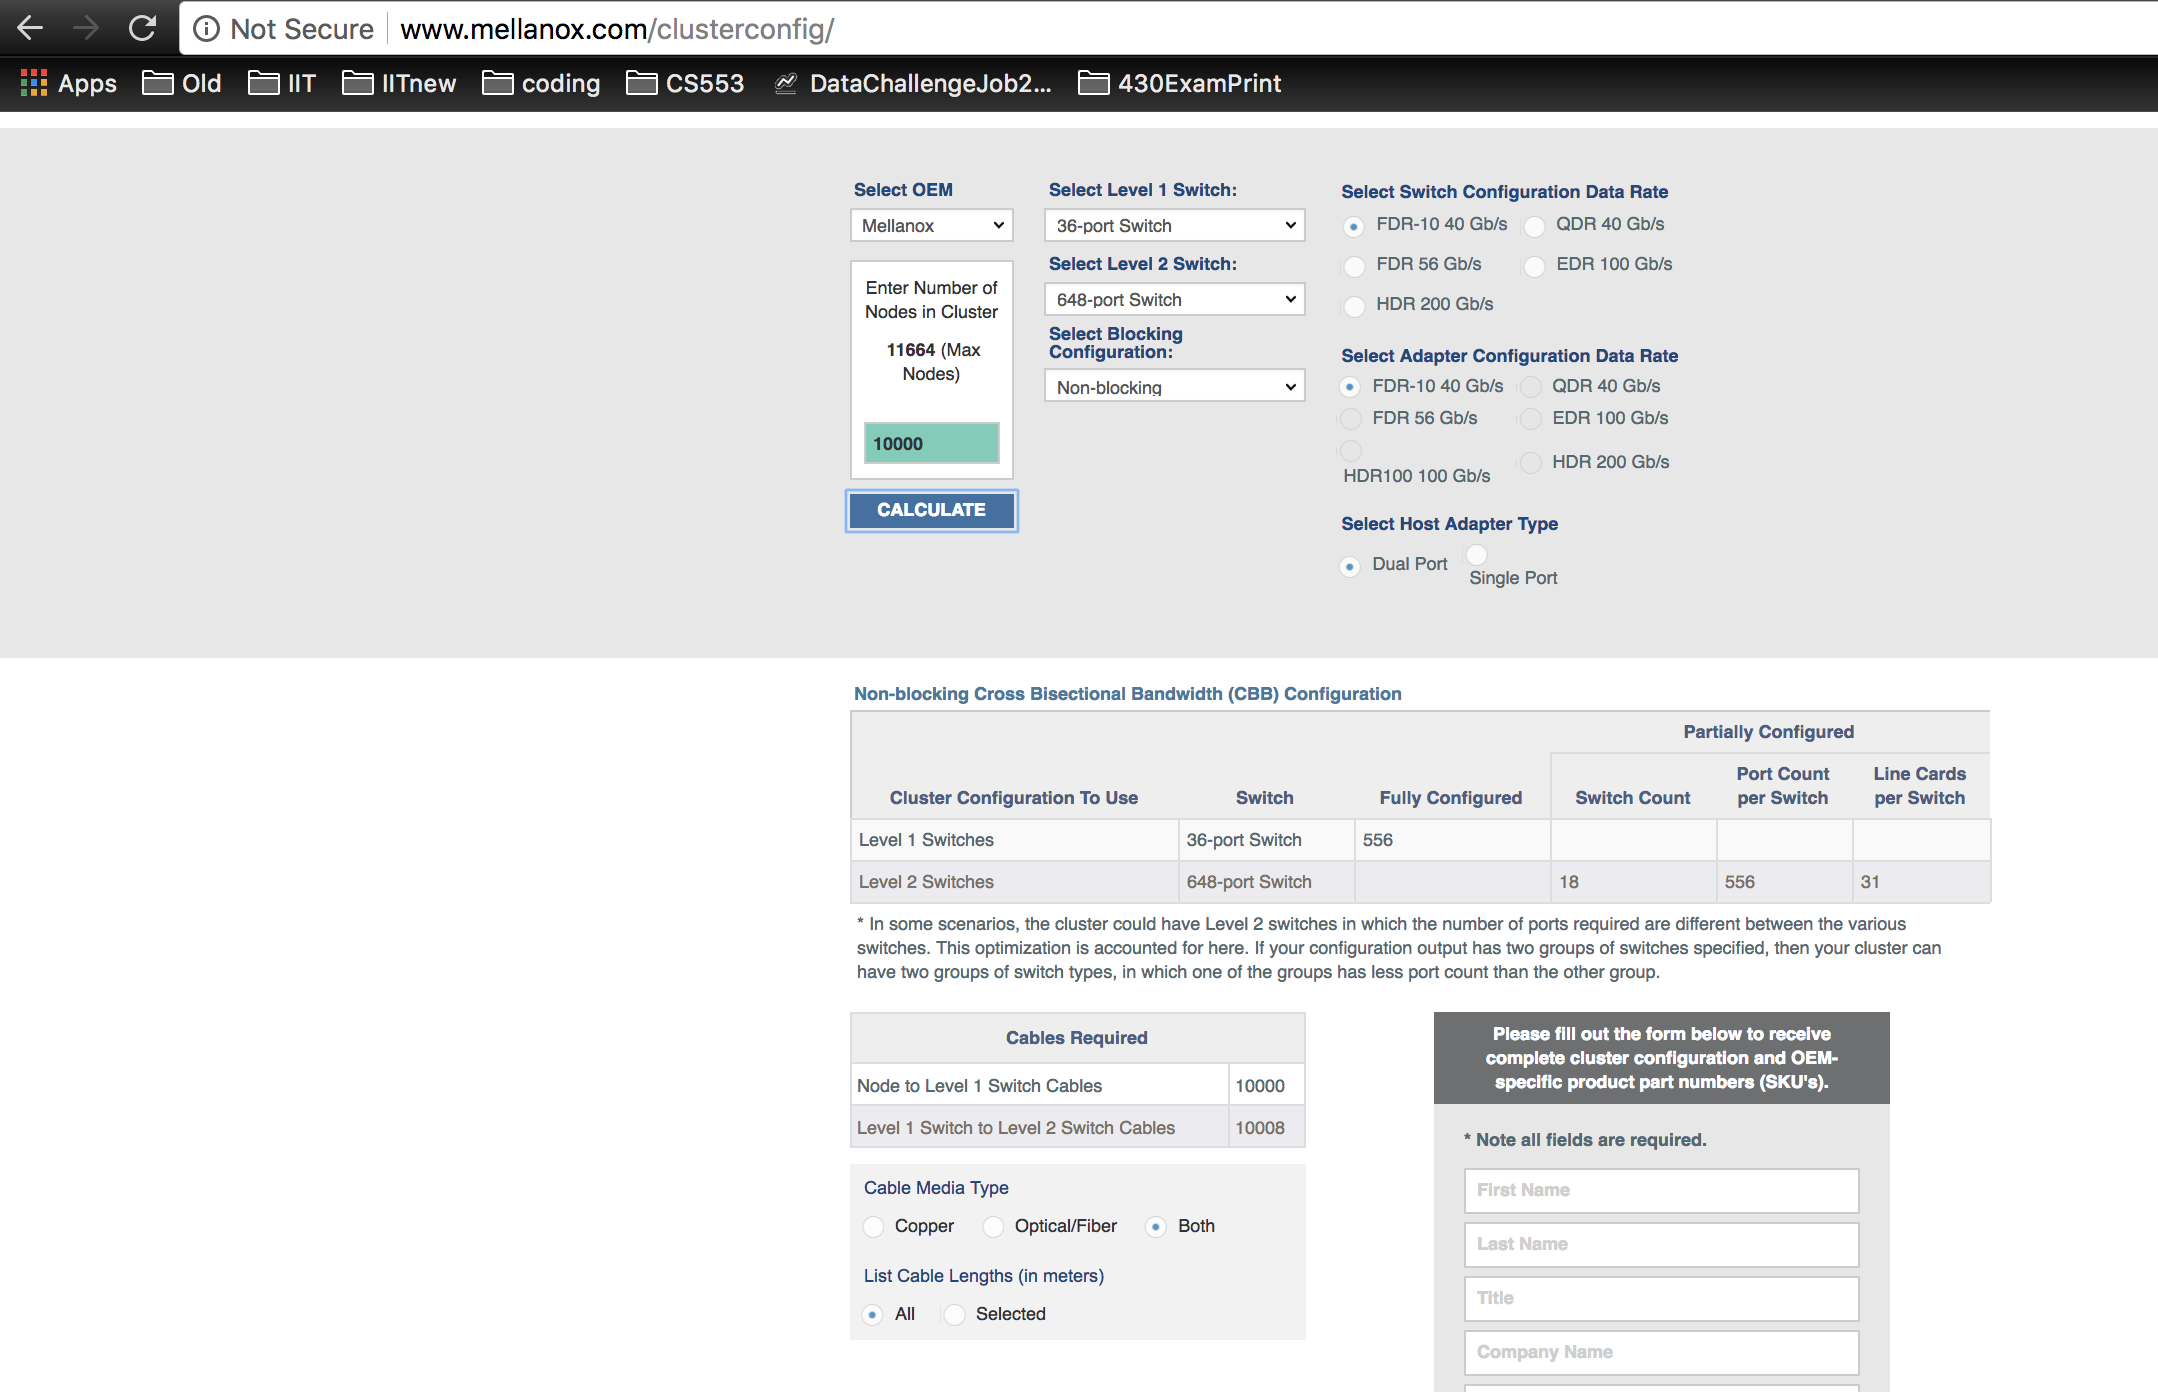 Not Secure www.mellanox.com/clusterconfig/
Apps Old IIT IITnew coding CS553 DataChallengeJob2... 430ExamPrint
Select OEM
Mellanox
Enter Number of
Nodes in Cluster
11664 (Max
Nodes)
10000
CALCULATE
Select Level 1 Switch:
36-port Switch
Select Level 2 Switch:
648-port Switch
Select Blocking
Configuration:
Non-blocking
Select Switch Configuration Data Rate
FDR-10 40 Gb/s QDR 40 Gb/s
FDR 56 Gb/s EDR 100 Gb/s
HDR 200 Gb/s
Select Adapter Configuration Data Rate
FDR-10 40 Gb/s QDR 40 Gb/s
FDR 56 Gb/s EDR 100 Gb/s
HDR100 100 Gb/s HDR 200 Gb/s
Select Host Adapter Type
Dual Port Single Port
Non-blocking Cross Bisectional Bandwidth (CBB) Configuration
Partially Configured
Cluster Configuration To Use Switch Fully Configured Switch Count Port Count per Switch Line Cards per Switch
Level 1 Switches 36-port Switch 556
Level 2 Switches 648-port Switch 18 556 31
* In some scenarios, the cluster could have Level 2 switches in which the number of ports required are different between the various
switches. This optimization is accounted for here. If your configuration output has two groups of switches specified, then your cluster can
have two groups of switch types, in which one of the groups has less port count than the other group.
Cables Required
Node to Level 1 Switch Cables 10000
Level 1 Switch to Level 2 Switch Cables 10008
Cable Media Type
Copper Optical/Fiber Both
List Cable Lengths (in meters)
All Selected
Please fill out the form below to receive
complete cluster configuration and OEM-
specific product part numbers (SKU's).
* Note all fields are required.
First Name
Last Name
Title
Company Name